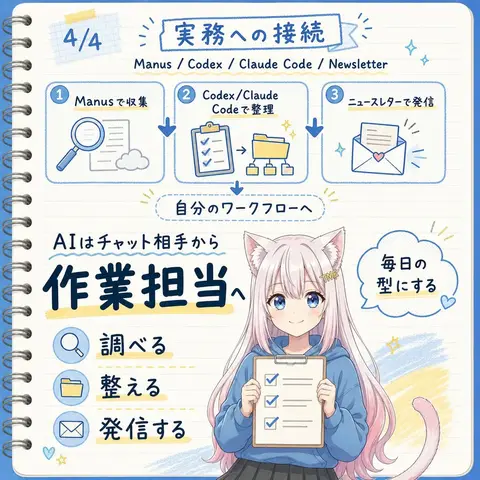 4/4
実務への接続
Manus / Codex / Claude Code / Newsletter
1 Manusで収集
2 Codex/Claude
Codeで整理
3 ニュースレターで発信
自分のワークフローへ
AIはチャット相手から
作業担当へ
毎日の
型にする
調べる
整える
発信する